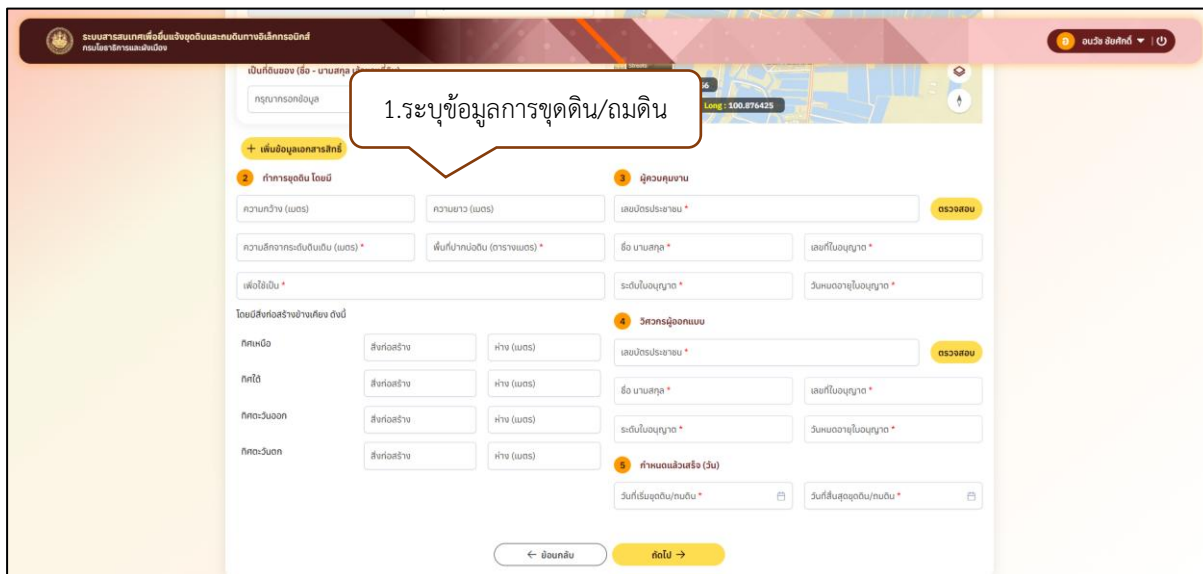 ระบบสารสนเทศเพื่อยื่นแจ้งขุดดินและถมดินทางอิเล็กทรอนิกส์
กรมโยธาธิการและผังเมือง
อ อนวัช ชัยศักดิ์
เป็นที่ดินของ (ชื่อ - นามสกุล
กรุณากรอกข้อมูล
1.ระบุข้อมูลการขุดดิน/ถมดิน
Long : 100.876425
+ เพิ่มข้อมูลเอกสารสิทธิ์
2 ทำการขุดดิน โดยมี
ความกว้าง (เมตร) ความยาว (เมตร)
ความลึกจากระดับดินเดิม (เมตร) * พื้นที่ปากบ่อดิน (ตารางเมตร) *
เพื่อใช้เป็น *
โดยมีสิ่งก่อสร้างข้างเคียง ดังนี้
ทิศเหนือ สิ่งก่อสร้าง ห่าง (เมตร)
ทิศใต้ สิ่งก่อสร้าง ห่าง (เมตร)
ทิศตะวันออก สิ่งก่อสร้าง ห่าง (เมตร)
ทิศตะวันตก สิ่งก่อสร้าง ห่าง (เมตร)
3 ผู้ควบคุมงาน
เลขบัตรประชาชน * ตรวจสอบ
ชื่อ นามสกุล * เลขที่ใบอนุญาต *
ระดับใบอนุญาต * วันหมดอายุใบอนุญาต *
4 วิศวกรผู้ออกแบบ
เลขบัตรประชาชน * ตรวจสอบ
ชื่อ นามสกุล * เลขที่ใบอนุญาต *
ระดับใบอนุญาต * วันหมดอายุใบอนุญาต *
5 กำหนดแล้วเสร็จ (วัน)
วันที่เริ่มขุดดิน/ถมดิน * วันที่สิ้นสุดขุดดิน/ถมดิน *
← ย้อนกลับ ถัดไป →